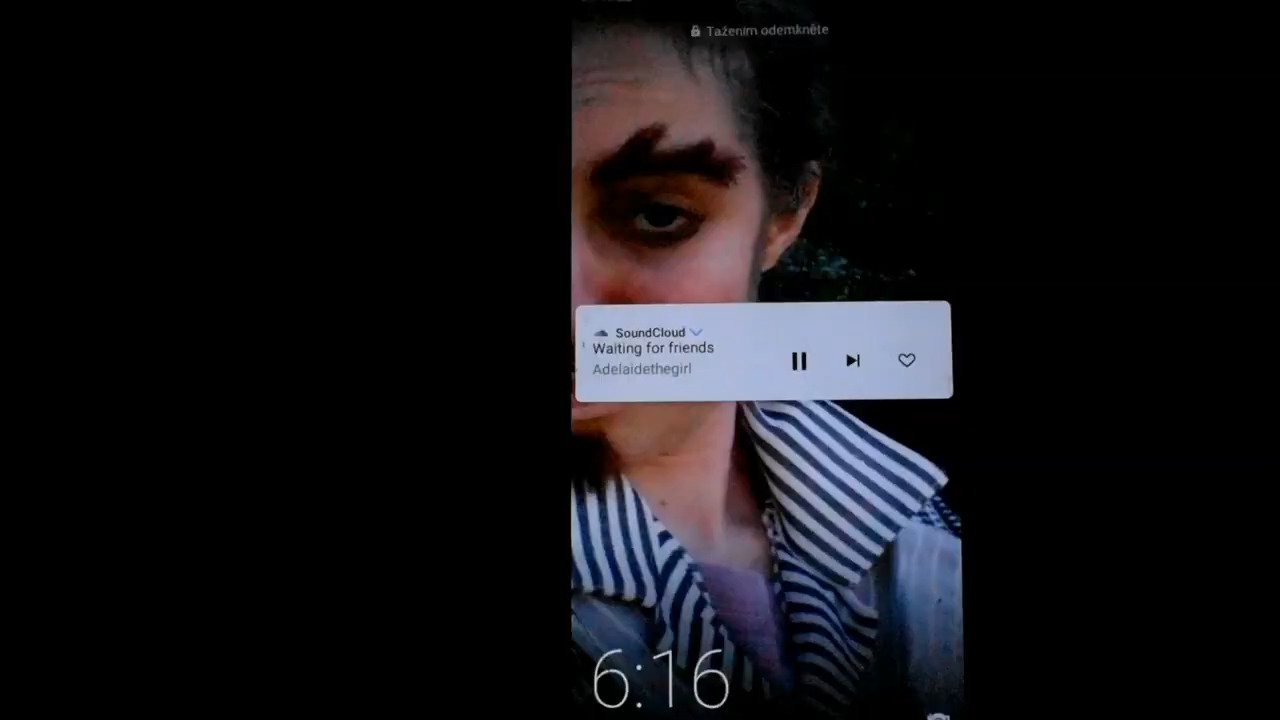 Tažením odemkněte
SoundCloud
Waiting for friends
Adelaidethegirl
6:16